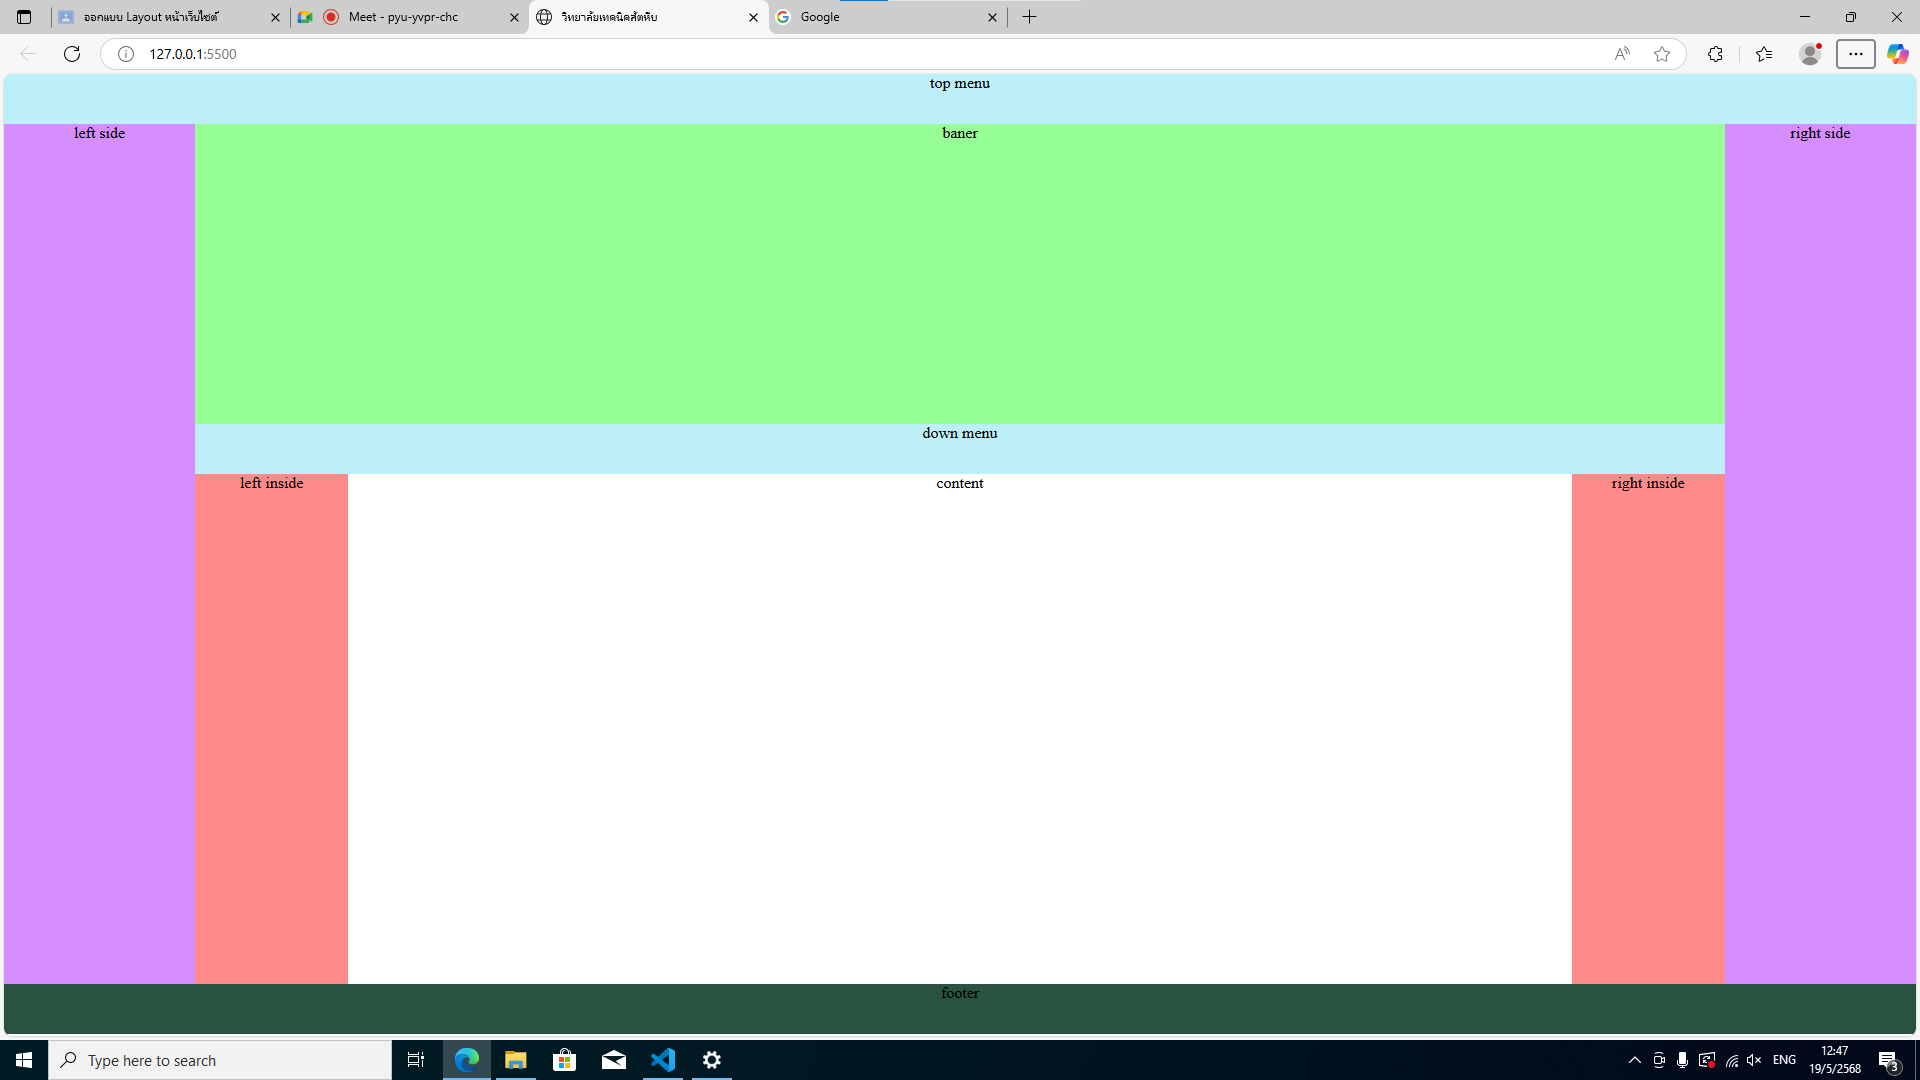 ออกแบบ Layout หน้าเว็บไซต์
Meet - pyu-yvpr-chc
วิทยาลัยเทคนิคสัตหีบ
Google
127.0.0.1:5500
top menu
left side
baner
right side
down menu
left inside
content
right inside
footer
Type here to search
ENG
12:47
19/5/2568
3